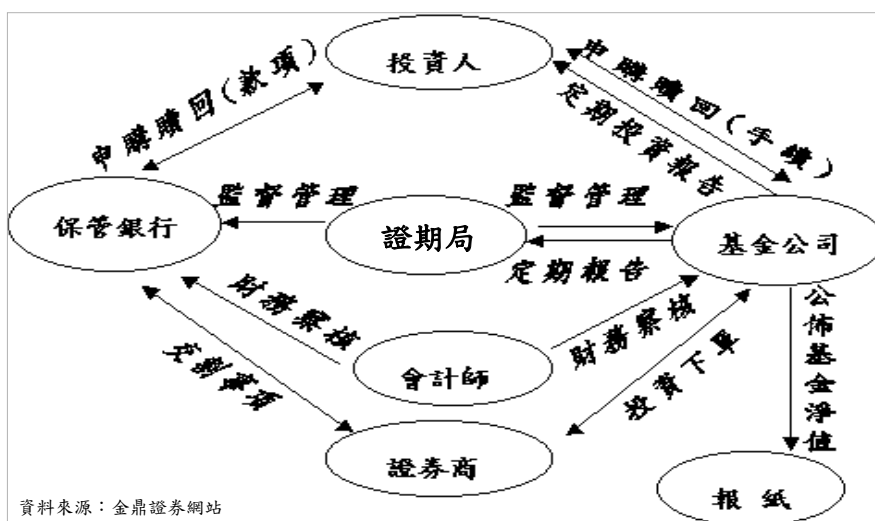 投資人
申購贖回(款項)
申購贖回(手續)
定期投資報告
監督管理
監督管理
保管銀行
證期局
基金公司
定期報告
財務察核
財務察核
公佈基金淨值
會計師
交割事項
投資下單
證券商
報紙
資料來源：金鼎證券網站